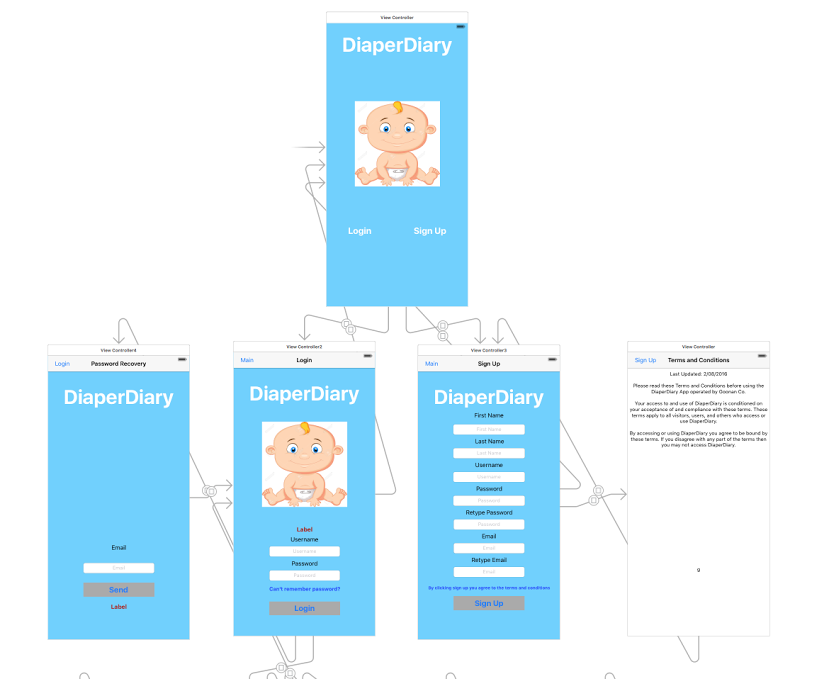 View Controller
DiaperDiary
Login
Sign Up
View Controller4
Login
Password Recovery
DiaperDiary
Email
Email
Send
Label
View Controller2
Main
Login
DiaperDiary
Label
Username
Username
Password
Password
Can't remember password?
Login
View Controller3
Main
Sign Up
DiaperDiary
First Name
First Name
Last Name
Last Name
Username
Username
Password
Password
Retype Password
Password
Email
Email
Retype Email
Email
By clicking sign up you agree to the terms and conditions
Sign Up
View Controller
Sign Up
Terms and Conditions
Last Updated: 2/08/2016
Please read these Terms and Conditions before using the
DiaperDiary App operated by Goonan Co.
Your access to and use of DiaperDiary is conditioned on
your acceptance of and compliance with these terms. These
terms apply to all visitors, users, and others who access or
use DiaperDiary.
By accessing or using DiaperDiary you agree to be bound by
these terms. If you disagree with any part of the terms then
you may not access DiaperDiary.